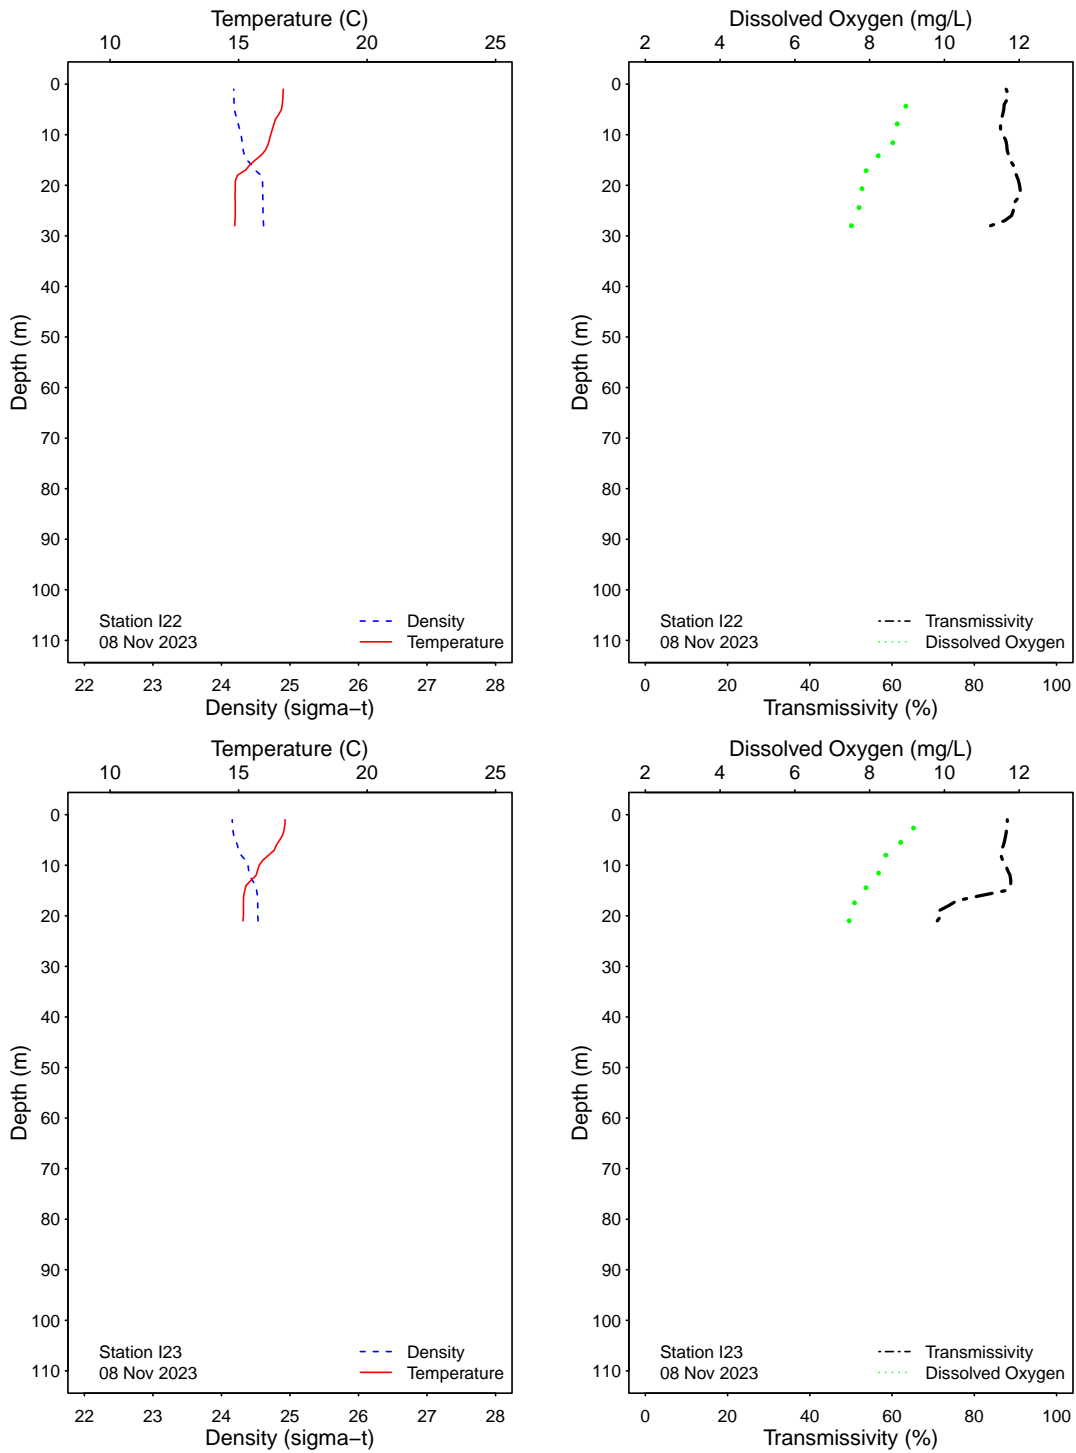 Temperature (C)
10 15 20 25
0
10
20
30
40
50
60
70
80
90
100
110
Depth (m)
Station I22
08 Nov 2023
Density
Temperature
22 23 24 25 26 27 28
Density (sigma−t)
Dissolved Oxygen (mg/L)
2 4 6 8 10 12
0
10
20
30
40
50
60
70
80
90
100
110
Depth (m)
Station I22
08 Nov 2023
Transmissivity
Dissolved Oxygen
0 20 40 60 80 100
Transmissivity (%)
Temperature (C)
10 15 20 25
0
10
20
30
40
50
60
70
80
90
100
110
Depth (m)
Station I23
08 Nov 2023
Density
Temperature
22 23 24 25 26 27 28
Density (sigma−t)
Dissolved Oxygen (mg/L)
2 4 6 8 10 12
0
10
20
30
40
50
60
70
80
90
100
110
Depth (m)
Station I23
08 Nov 2023
Transmissivity
Dissolved Oxygen
0 20 40 60 80 100
Transmissivity (%)